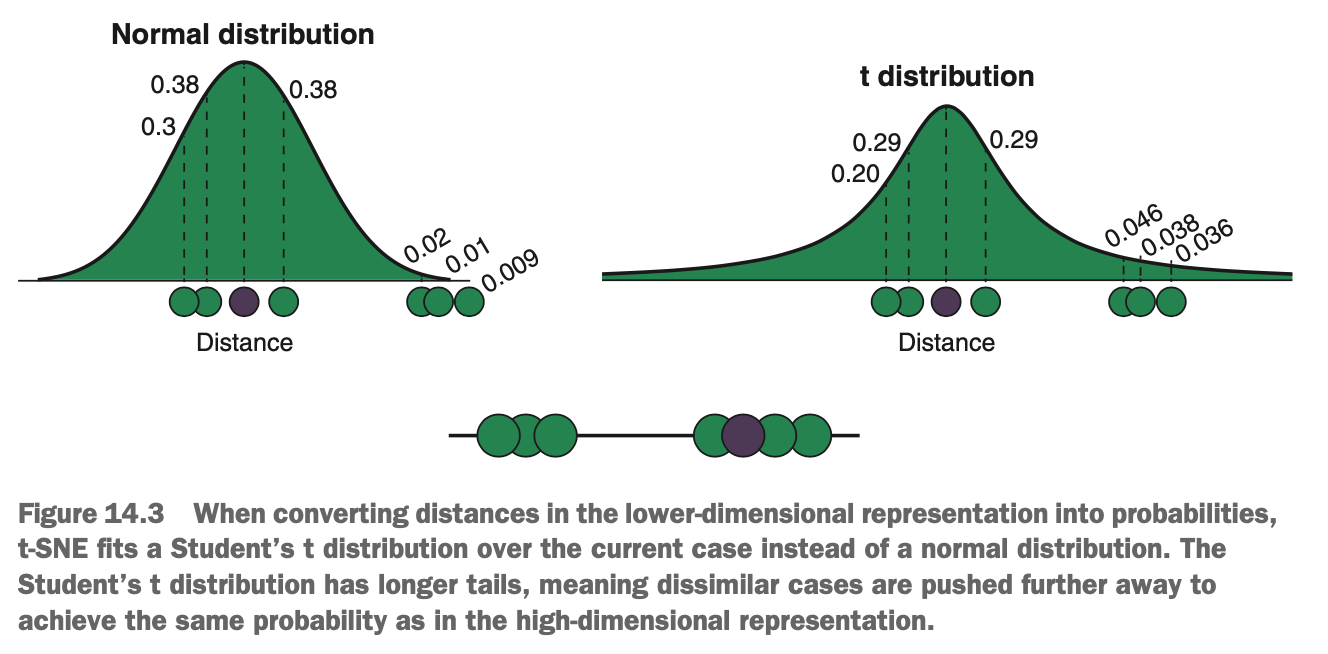 Normal distribution
0.38
0.38
0.3
0.02
0.01
0.009
Distance
t distribution
0.29
0.29
0.20
0.046
0.038
0.036
Distance
Figure 14.3 When converting distances in the lower-dimensional representation into probabilities,
t-SNE fits a Student’s t distribution over the current case instead of a normal distribution. The
Student’s t distribution has longer tails, meaning dissimilar cases are pushed further away to
achieve the same probability as in the high-dimensional representation.